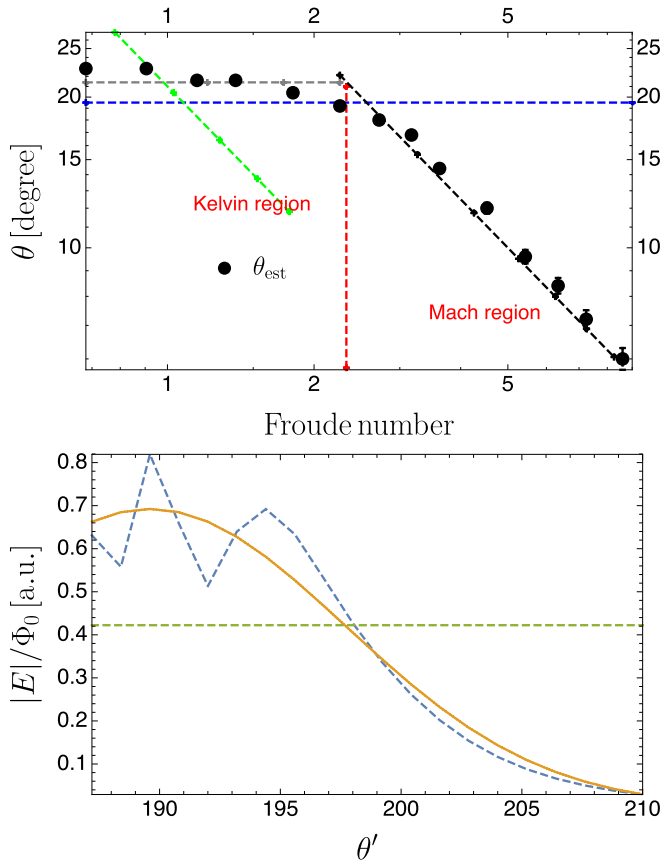 1 2 5
25 25
20 20
15 15
10 10
θ [degree]
Kelvin region
θest
Mach region
1 2 5
Froude number
0.8
0.7
0.6
0.5
0.4
0.3
0.2
0.1
|E|/Φ0 [a.u.]
190 195 200 205 210
θ′